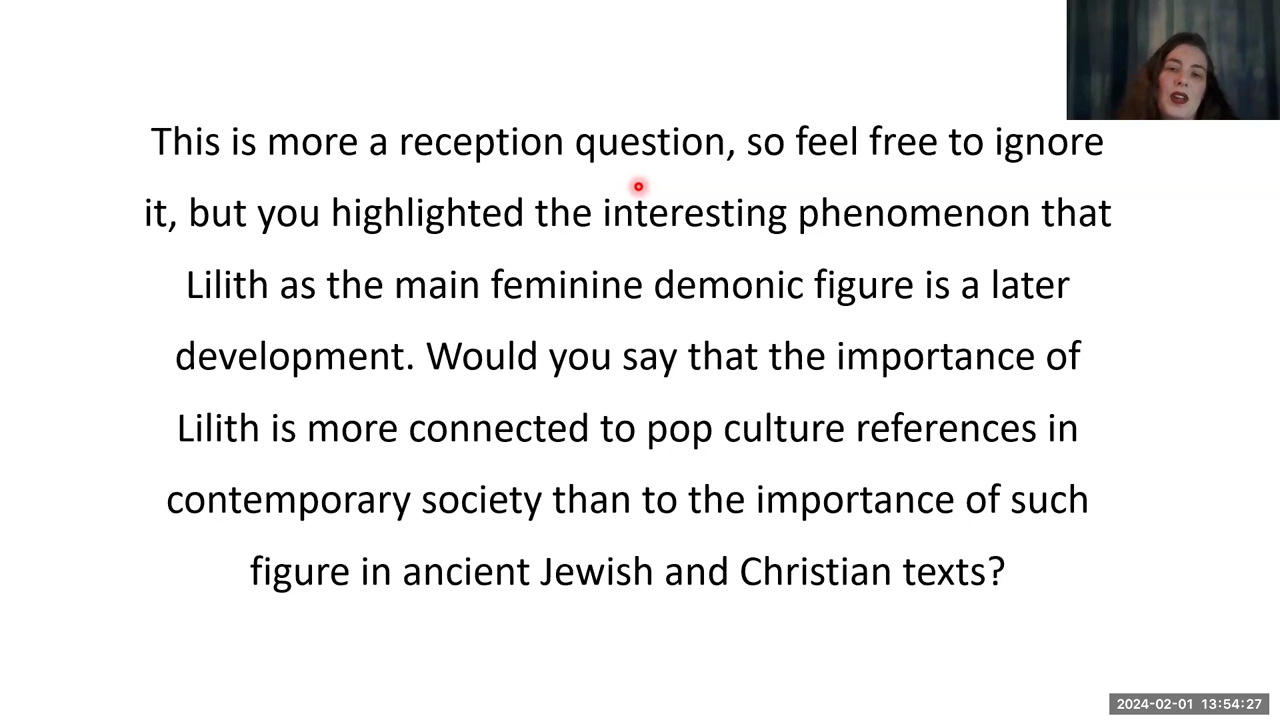 This is more a reception question, so feel free to ignore
it, but you highlighted the interesting phenomenon that
Lilith as the main feminine demonic figure is a later
development. Would you say that the importance of
Lilith is more connected to pop culture references in
contemporary society than to the importance of such
figure in ancient Jewish and Christian texts?
2024-02-01 13:54:27